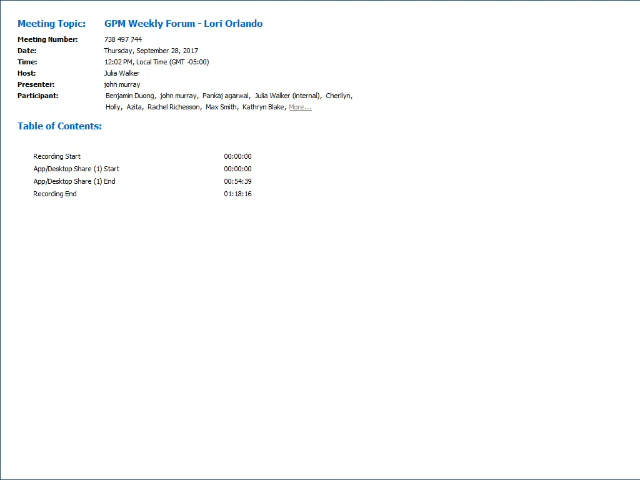 Meeting Topic: GPM Weekly Forum - Lori Orlando
Meeting Number: 738 497 744
Date: Thursday, September 28, 2017
Time: 12:02 PM, Local Time (GMT -05:00)
Host: Julia Walker
Presenter: john murray
Participant: Benjamin Duong, john murray, Pankaj agarwal, Julia Walker (internal), Cherilyn,
Holly, Azita, Rachel Richesson, Max Smith, Kathryn Blake, More...
Table of Contents:
Recording Start 00:00:00
App/Desktop Share (1) Start 00:00:00
App/Desktop Share (1) End 00:54:39
Recording End 01:18:16